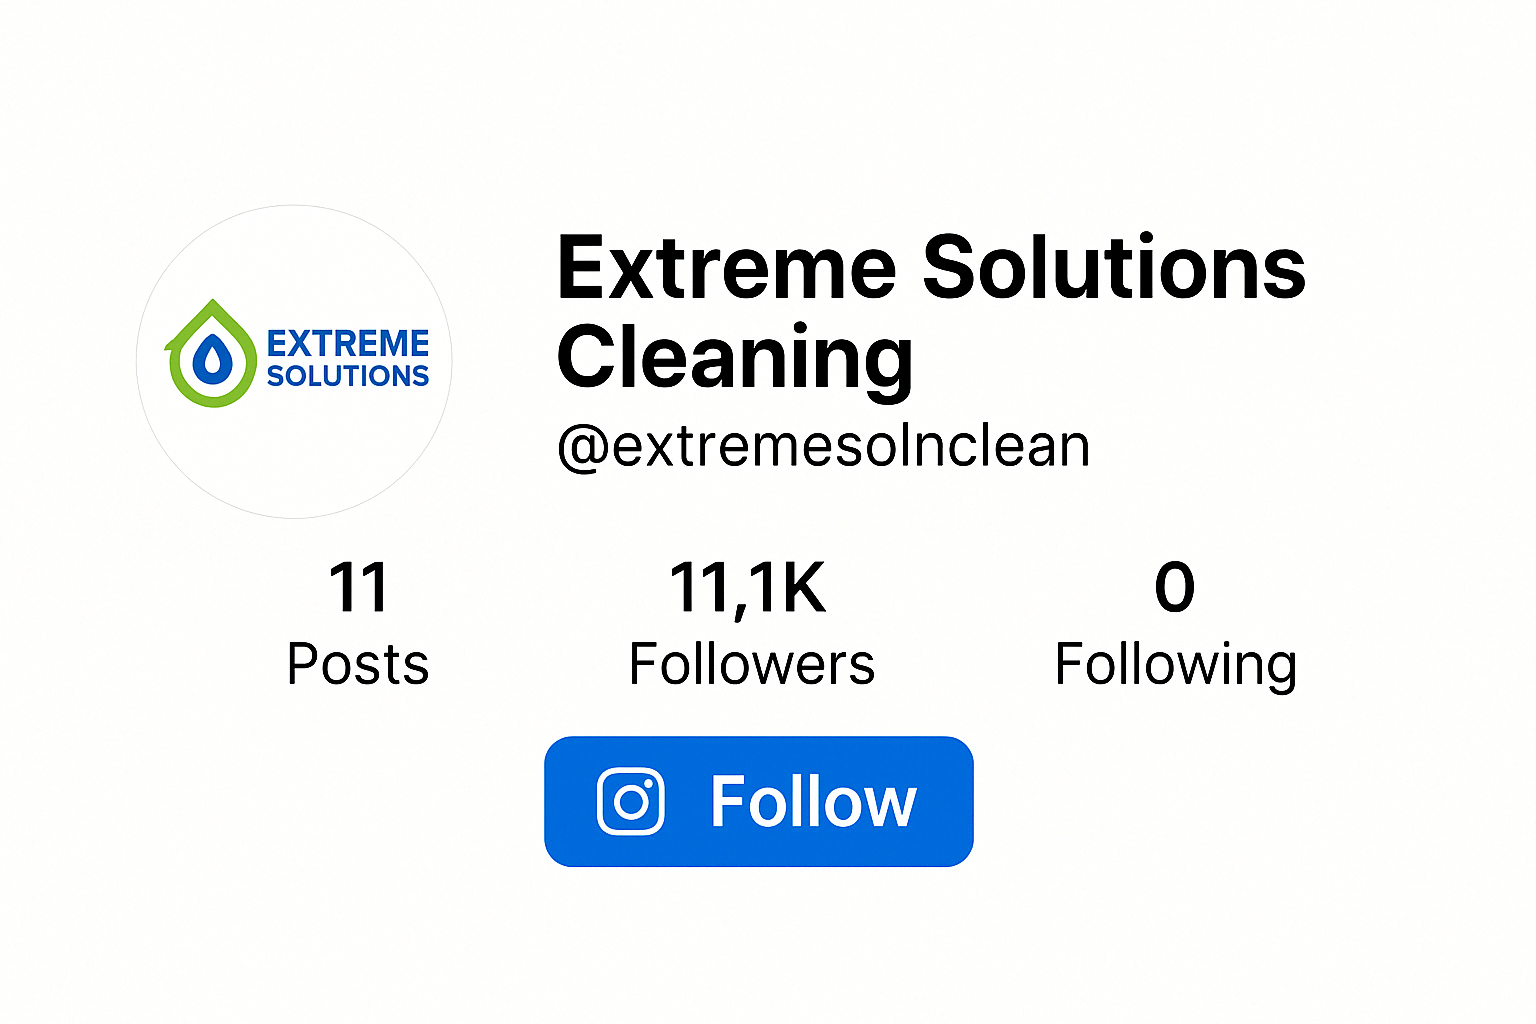 EXTREME
SOLUTIONS
Extreme Solutions
Cleaning
@extremesolnclean
11
Posts
11,1K
Followers
0
Following
Follow